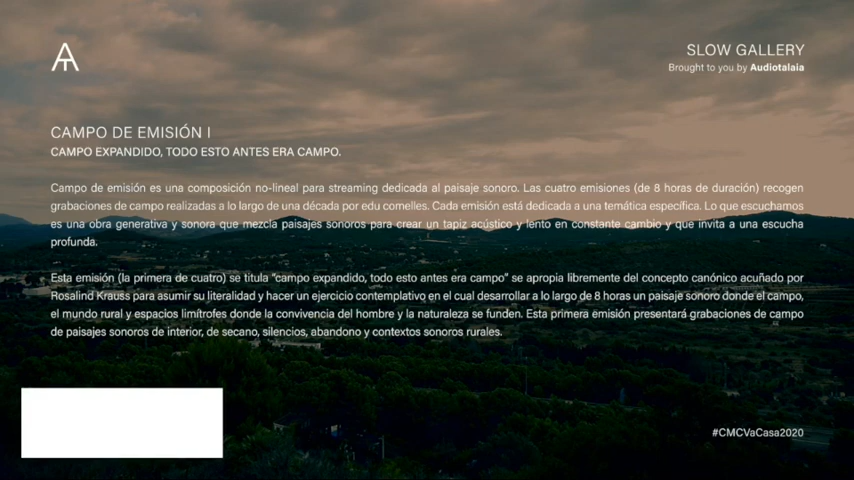 SLOW GALLERY
Brought to you by Audiotalaia
CAMPO DE EMISIÓN I
CAMPO EXPANDIDO, TODO ESTO ANTES ERA CAMPO.
Campo de emisión es una composición no-lineal para streaming dedicada al paisaje sonoro. Las cuatro emisiones (de 8 horas de duración) recogen
grabaciones de campo realizadas a lo largo de una década por edu comelles. Cada emisión está dedicada a una temática específica. Lo que escuchamos
es una obra generativa y sonora que mezcla paisajes sonoros para crear un tapiz acústico y lento en constante cambio y que invita a una escucha
profunda.
Esta emisión (la primera de cuatro) se titula “campo expandido, todo esto antes era campo” se apropia libremente del concepto canónico acuñado por
Rosalind Krauss para asumir su literalidad y hacer un ejercicio contemplativo en el cual desarrollar a lo largo de 8 horas un paisaje sonoro donde el campo,
el mundo rural y espacios limítrofes donde la convivencia del hombre y la naturaleza se funden. Esta primera emisión presentará grabaciones de campo
de paisajes sonoros de interior, de secano, silencios, abandono y contextos sonoros rurales.
#CMCVaCasa2020